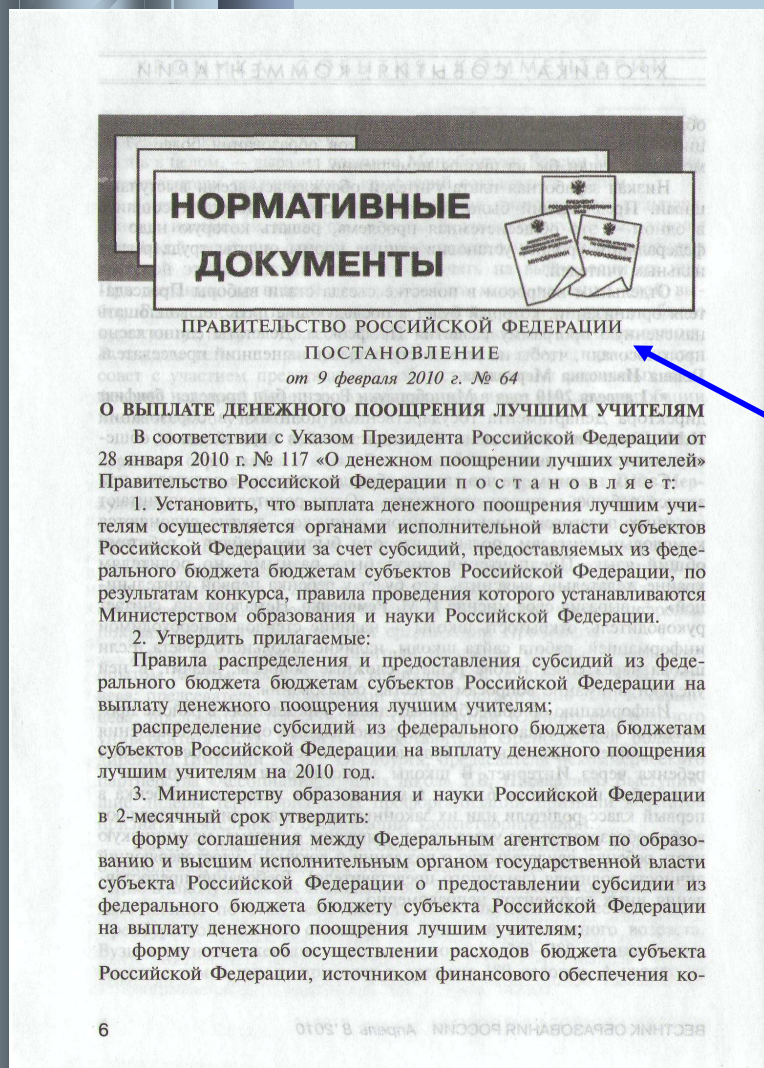 НОРМАТИВНЫЕ
ДОКУМЕНТЫ
ПРЕЗИДЕНТ
РОССИЙСКОЙ ФЕДЕРАЦИИ
МИНОБРНАУКИ
РОСОБРАЗОВАНИЕ
ПРАВИТЕЛЬСТВО РОССИЙСКОЙ ФЕДЕРАЦИИ
ПОСТАНОВЛЕНИЕ
от 9 февраля 2010 г. № 64
О ВЫПЛАТЕ ДЕНЕЖНОГО ПООЩРЕНИЯ ЛУЧШИМ УЧИТЕЛЯМ
В соответствии с Указом Президента Российской Федерации от
28 января 2010 г. № 117 «О денежном поощрении лучших учителей»
Правительство Российской Федерации п о с т а н о в л я е т:
1. Установить, что выплата денежного поощрения лучшим учи-
телям осуществляется органами исполнительной власти субъектов
Российской Федерации за счет субсидий, предоставляемых из феде-
рального бюджета бюджетам субъектов Российской Федерации, по
результатам конкурса, правила проведения которого устанавливаются
Министерством образования и науки Российской Федерации.
2. Утвердить прилагаемые:
Правила распределения и предоставления субсидий из феде-
рального бюджета бюджетам субъектов Российской Федерации на
выплату денежного поощрения лучшим учителям;
распределение субсидий из федерального бюджета бюджетам
субъектов Российской Федерации на выплату денежного поощрения
лучшим учителям на 2010 год.
3. Министерству образования и науки Российской Федерации
в 2-месячный срок утвердить:
форму соглашения между Федеральным агентством по образо-
ванию и высшим исполнительным органом государственной власти
субъекта Российской Федерации о предоставлении субсидии из
федерального бюджета бюджету субъекта Российской Федерации
на выплату денежного поощрения лучшим учителям;
форму отчета об осуществлении расходов бюджета субъекта
Российской Федерации, источником финансового обеспечения ко-
6